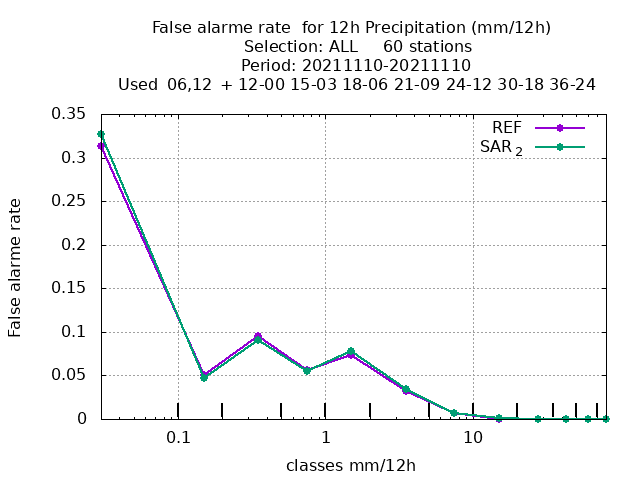 False alarme rate  for 12h Precipitation (mm/12h)
Selection: ALL     60 stations
Period: 20211110-20211110
Used  06,12  + 12-00 15-03 18-06 21-09 24-12 30-18 36-24
0.35
0.3
0.25
0.2
0.15
0.1
0.05
0
False alarme rate
REF
SAR 2
0.1
1
10
classes mm/12h